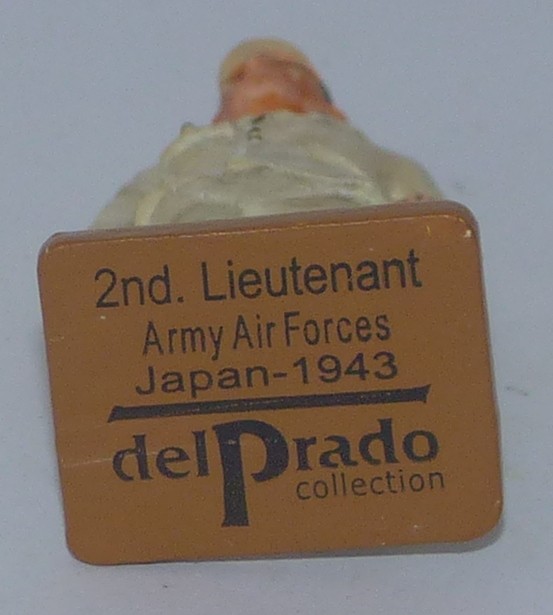 2nd. Lieutenant
Army Air Forces
Japan-1943
delPrado
collection